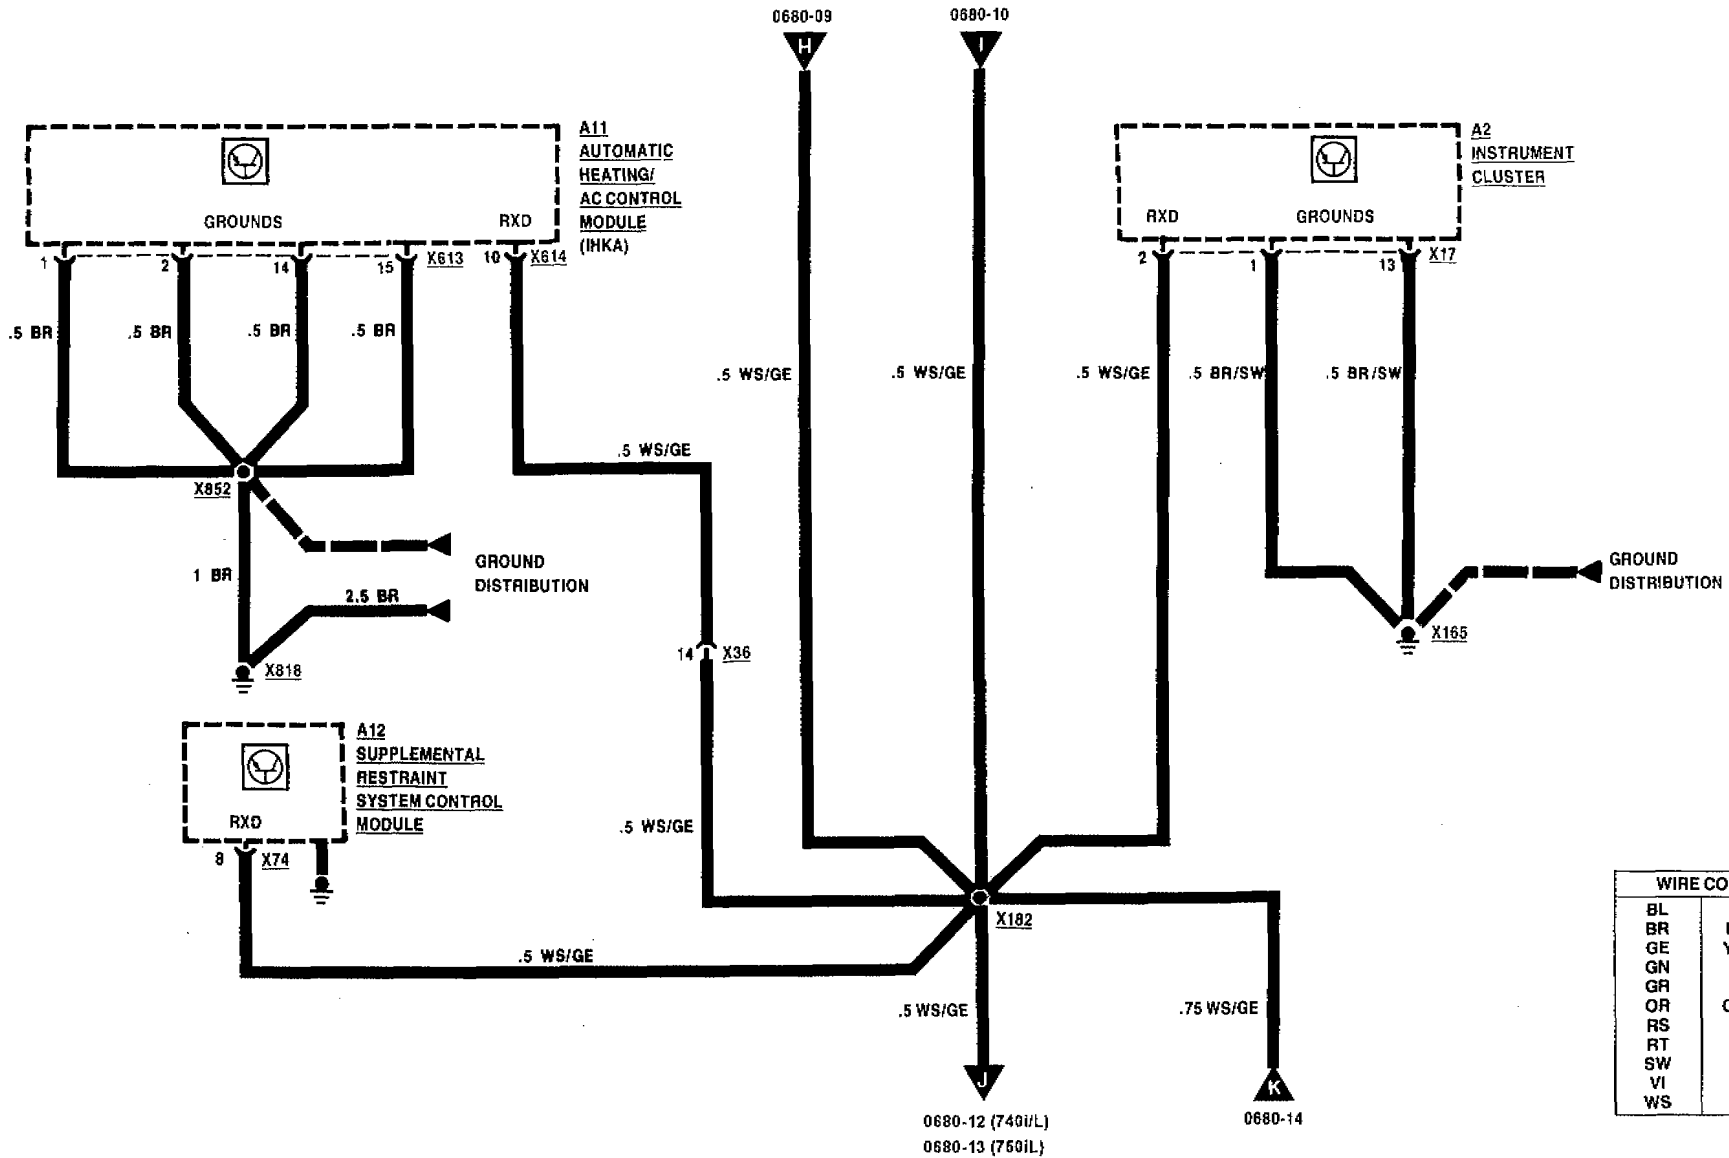 0680-09
0680-10
H
I
A11
AUTOMATIC
HEATING/
AC CONTROL
MODULE
(IHKA)
GROUNDS
RXD
1
2
14
15
X613
10
X614
.5 BR
.5 BR
.5 BR
.5 BR
A2
INSTRUMENT
CLUSTER
RXD
GROUNDS
2
1
13
X17
.5 WS/GE
.5 WS/GE
.5 WS/GE
.5 BR/SW
.5 BR/SW
.5 WS/GE
X852
GROUND
DISTRIBUTION
1 BR
2.5 BR
X818
14
X36
GROUND
DISTRIBUTION
X165
A12
SUPPLEMENTAL
RESTRAINT
SYSTEM CONTROL
MODULE
RXD
8
X74
.5 WS/GE
X182
.5 WS/GE
.5 WS/GE
.75 WS/GE
J
K
0680-12 (740i/L)
0680-13 (750iL)
0680-14
WIRE CO
BL
BR
GE
GN
GR
OR
RS
RT
SW
VI
WS